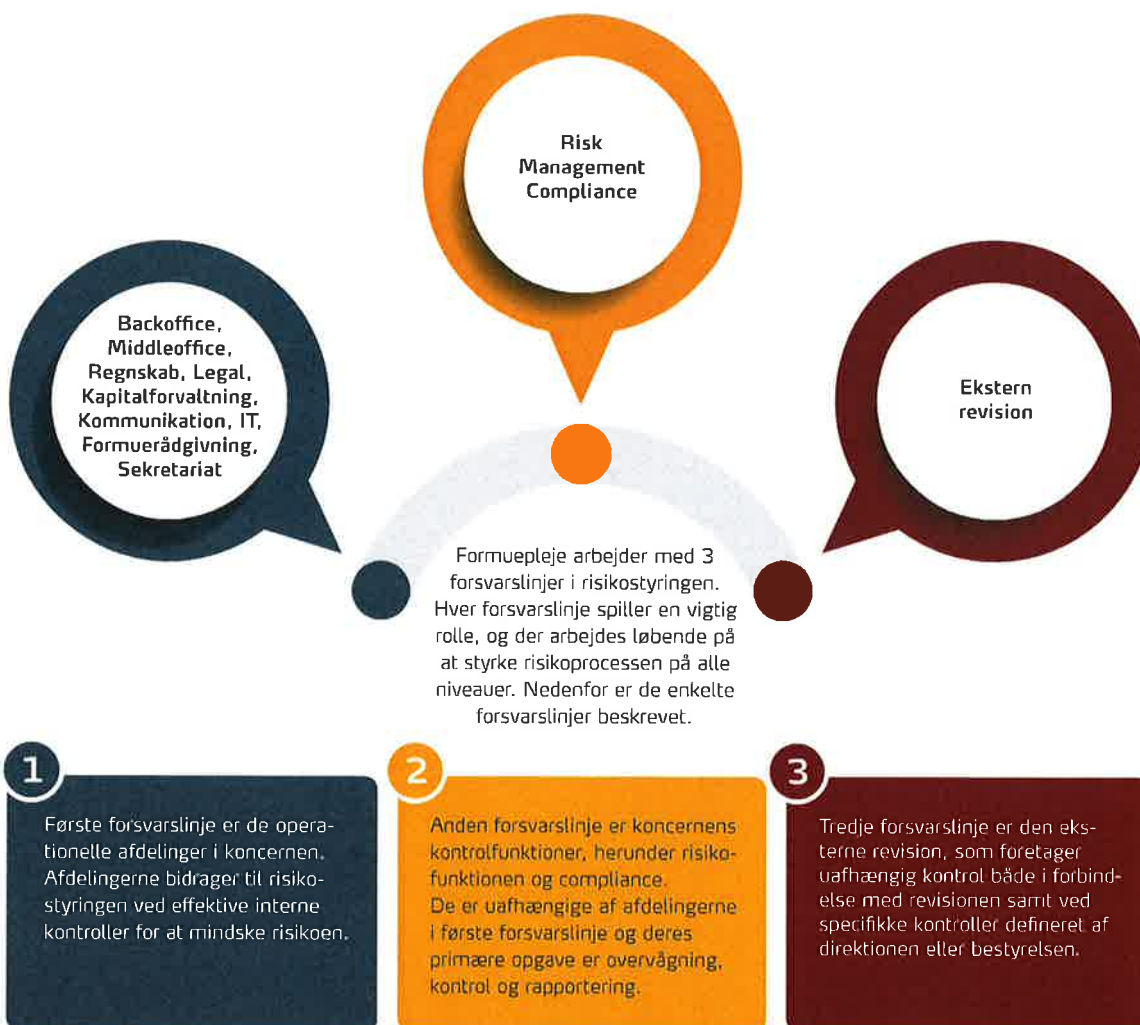 Risk
Management
Compliance
Backoffice,
Middleoffice,
Regnskab, Legal,
Kapitalforvaltning,
Kommunikation, IT,
Formuerådgivning,
Sekretariat
Ekstern
revision
Formuepleje arbejder med 3
forsvarslinjer i risikostyringen.
Hver forsvarslinje spiller en vigtig
rolle, og der arbejdes løbende på
at styrke risikoprocessen på alle
niveauer. Nedenfor er de enkelte
forsvarslinjer beskrevet.
1
Første forsvarslinje er de opera-
tionelle afdelinger i koncernen.
Afdelingerne bidrager til risiko-
styringen ved effektive interne
kontroller for at mindske risikoen.
2
Anden forsvarslinje er koncernens
kontrolfunktioner, herunder risiko-
funktionen og compliance.
De er uafhængige af afdelingerne
i første forsvarslinje og deres
primære opgave er overvågning,
kontrol og rapportering.
3
Tredje forsvarslinje er den eks-
terne revision, som foretager
uafhængig kontrol både i forbind-
else med revisionen samt ved
specifikke kontroller defineret af
direktionen eller bestyrelsen.